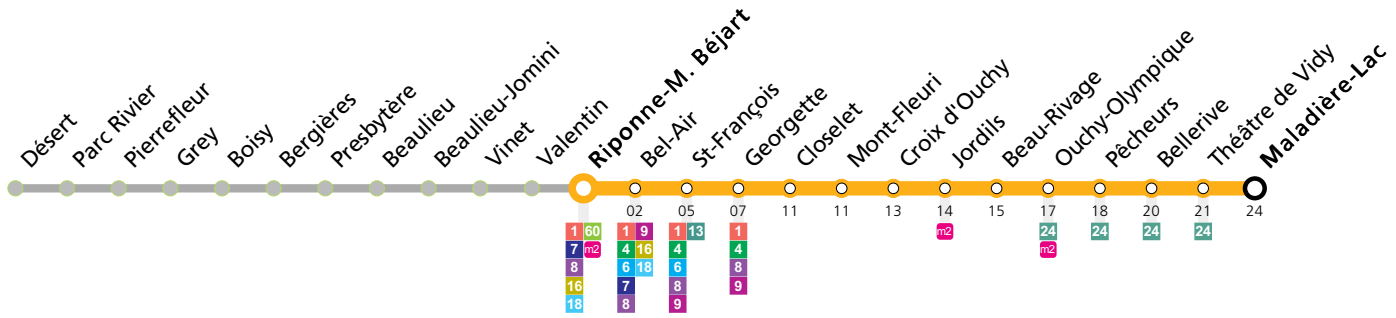 Désert
Parc Rivier
Pierrefleur
Grey
Boisy
Bergières
Presbytère
Beaulieu
Beaulieu-Jomini
Vinet
Valentin
Riponne-M. Béjart
Bel-Air
St-François
Georgette
Closelet
Mont-Fleuri
Croix d'Ouchy
Jordils
Beau-Rivage
Ouchy-Olympique
Pêcheurs
Bellerive
Théâtre de Vidy
Maladière-Lac
02 05 07 11 11 13 14 15 17 18 20 21 24
1 60 1 9 1 13 1 m2 24 24 24 24
7 m2 4 16 4 4 m2
8 6 18 6 8
16 7 8 9
18 8 9